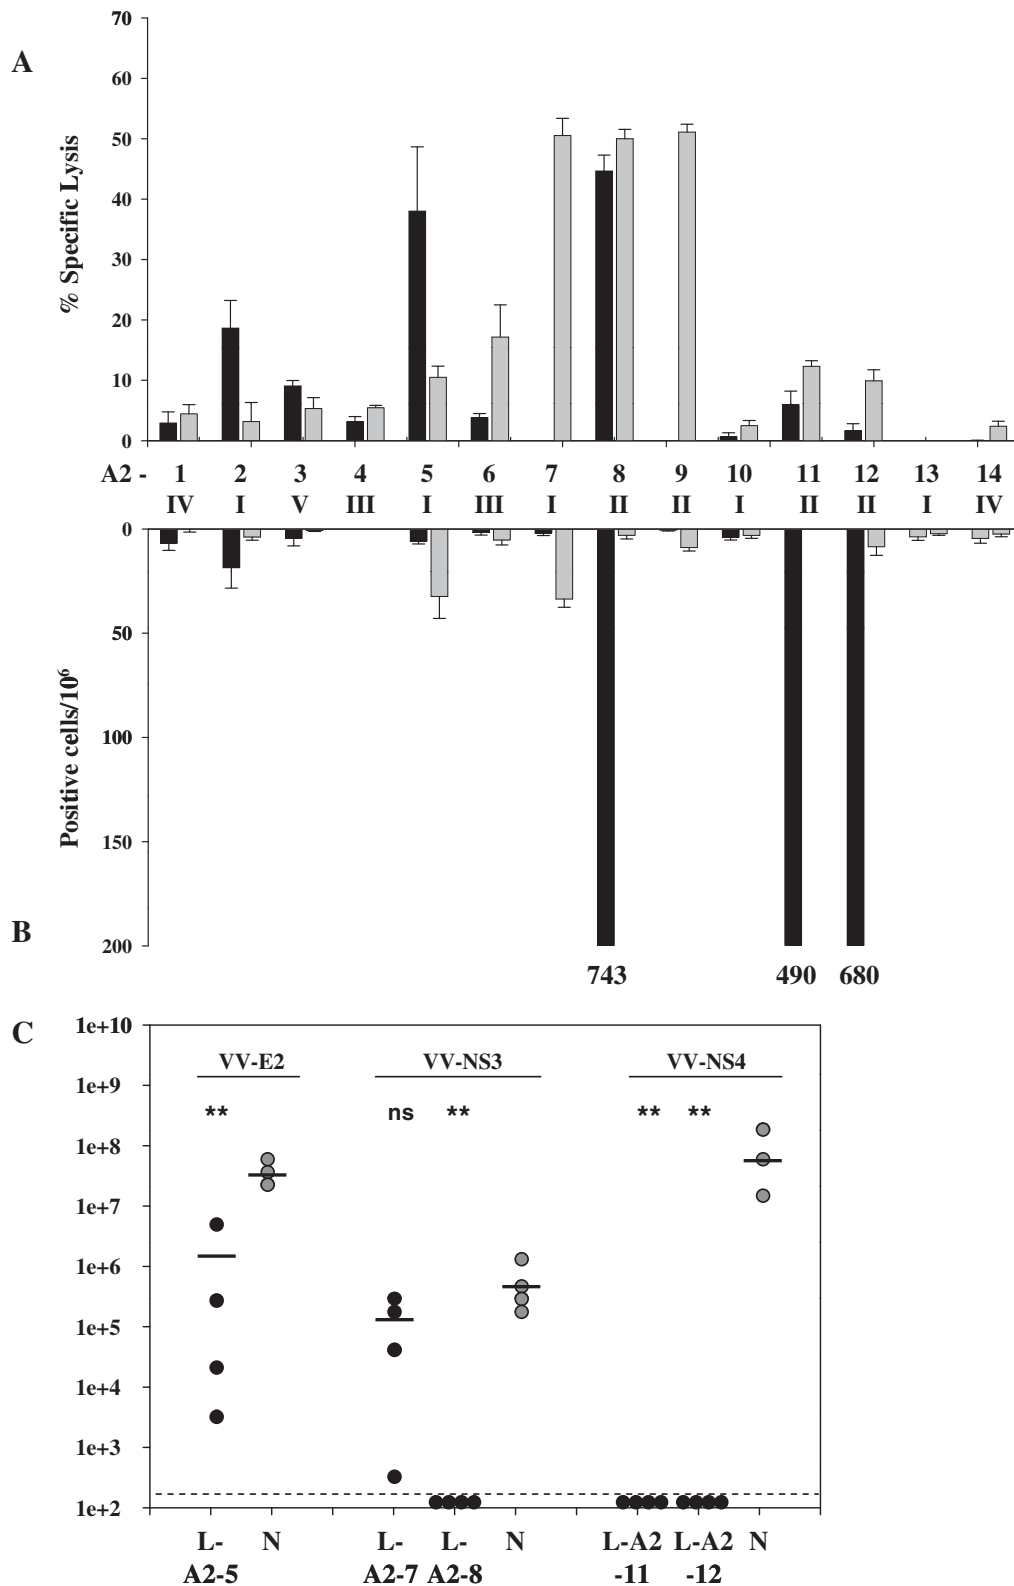 A
% Specific Lysis
70
60
50
40
30
20
10
0
A2 - 1 2 3 4 5 6 7 8 9 10 11 12 13 14
IV I V III I III I II II I II II I IV
B
Positive cells/10⁶
0
50
100
150
200
743 490 680
C
1e+10
1e+9
1e+8
1e+7
1e+6
1e+5
1e+4
1e+3
1e+2
VV-E2 VV-NS3 VV-NS4
** ns ** ** **
L- N L- L- N L-A2 L-A2 N
A2-5 A2-7 A2-8 -11 -12